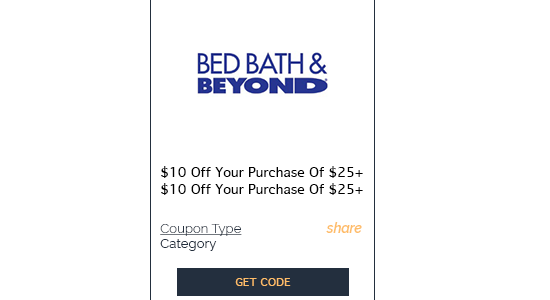 BED BATH &
BEYOND
$10 Off Your Purchase Of $25+
$10 Off Your Purchase Of $25+
Coupon Type share
Category
GET CODE